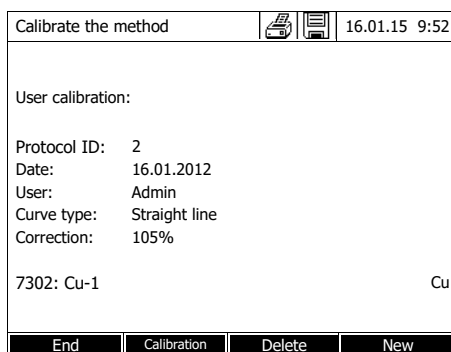 Calibrate the method 16.01.15 9:52
User calibration:
Protocol ID: 2
Date: 16.01.2012
User: Admin
Curve type: Straight line
Correction: 105%
7302: Cu-1 Cu
End Calibration Delete New